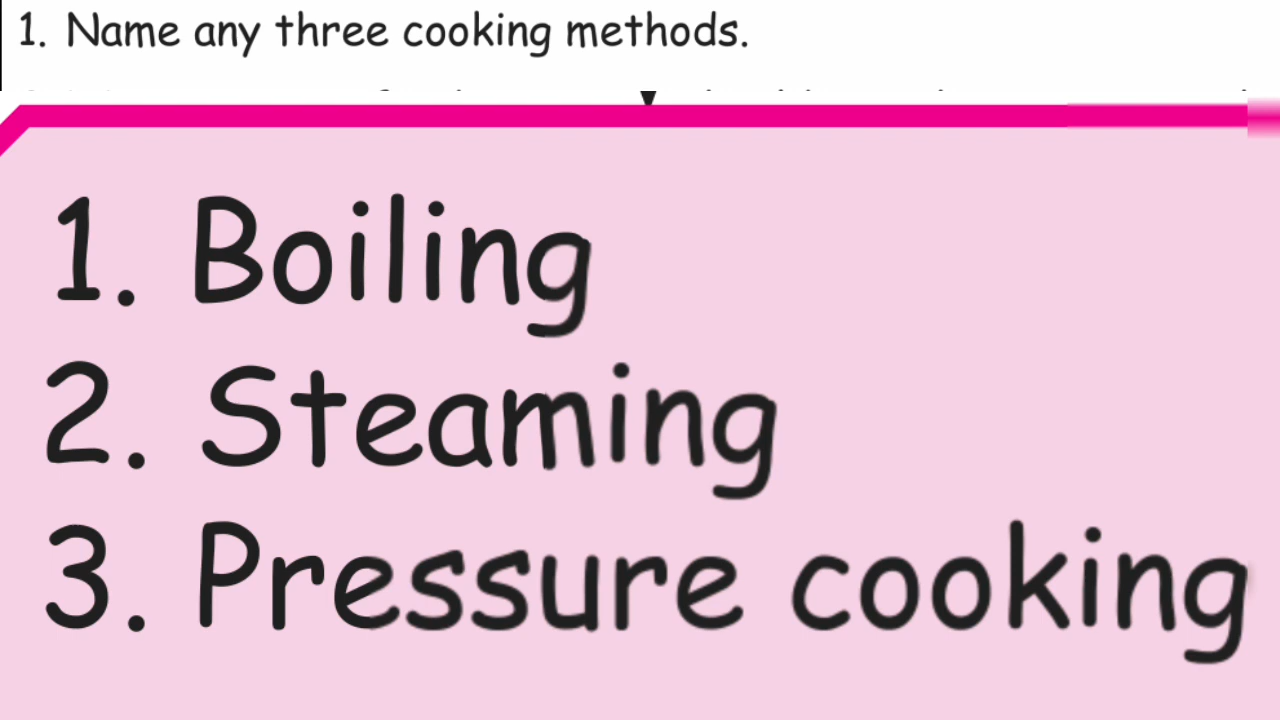 1. Name any three cooking methods.
1. Boiling
2. Steaming
3. Pressure cooking